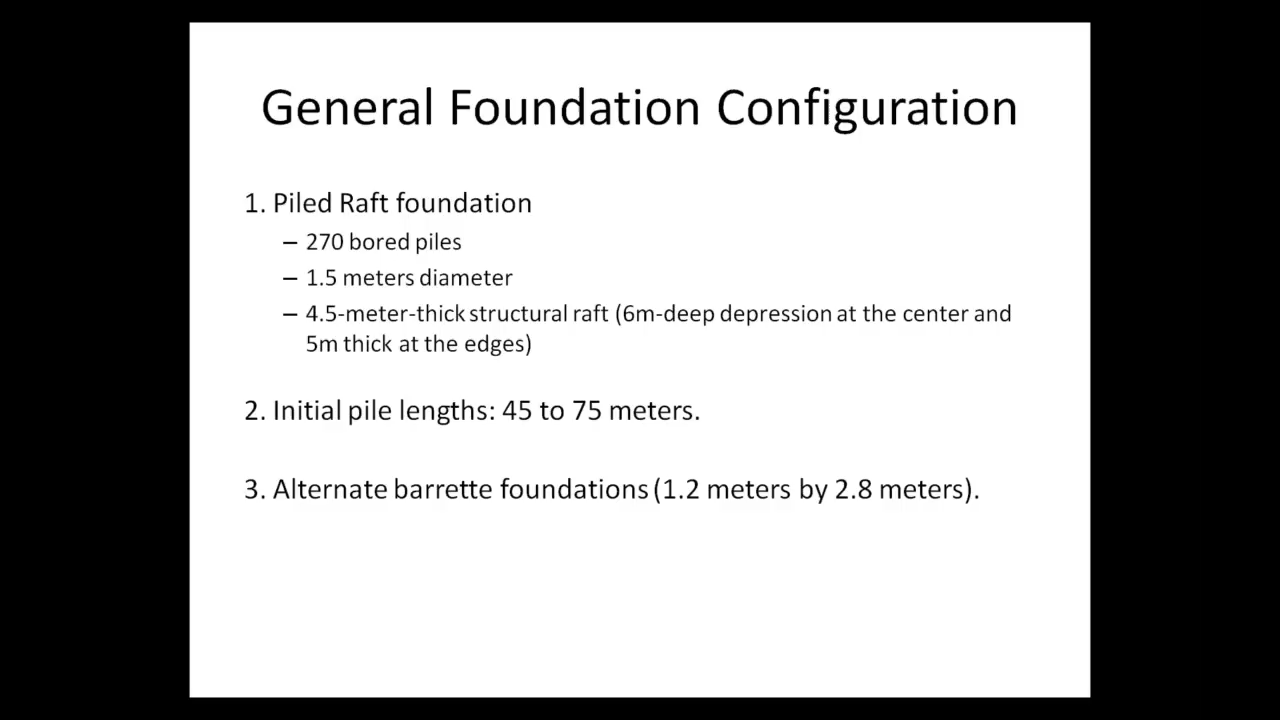 General Foundation Configuration
1. Piled Raft foundation
– 270 bored piles
– 1.5 meters diameter
– 4.5-meter-thick structural raft (6m-deep depression at the center and
5m thick at the edges)
2. Initial pile lengths: 45 to 75 meters.
3. Alternate barrette foundations (1.2 meters by 2.8 meters).